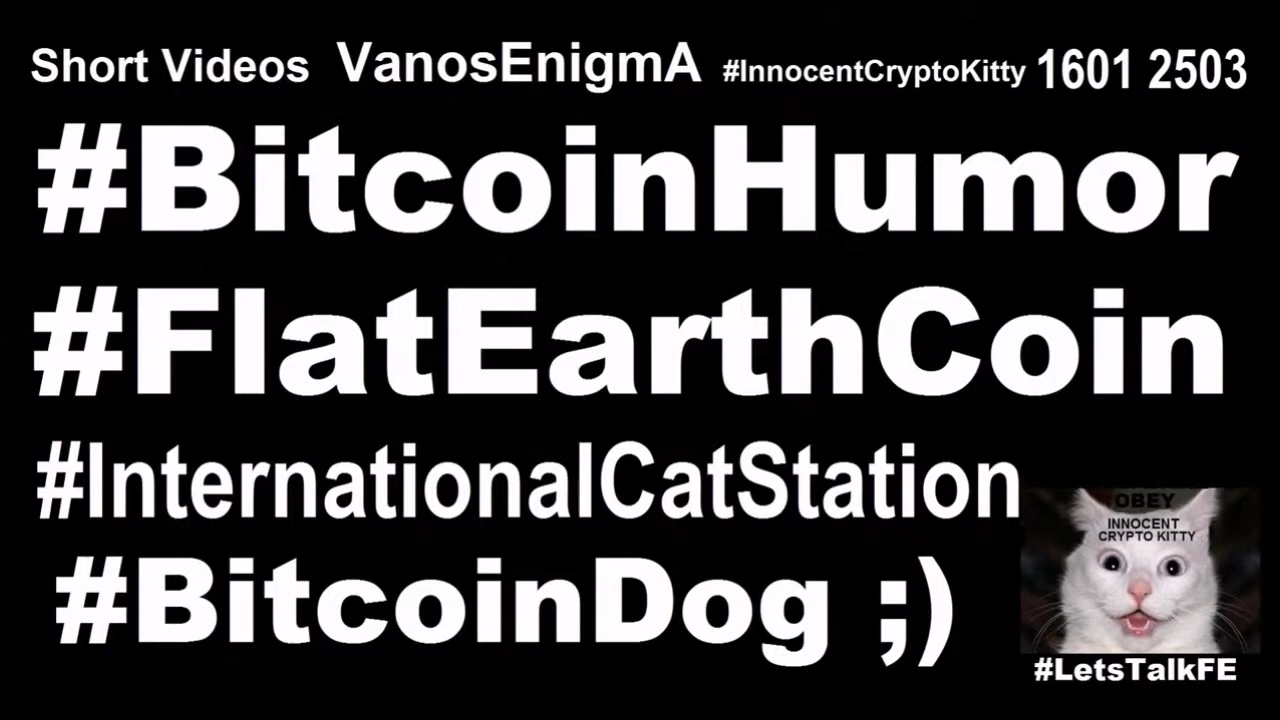 Short Videos VanosEnigmA #InnocentCryptoKitty 1601 2503
#BitcoinHumor
#FlatEarthCoin
#InternationalCatStation
#BitcoinDog ;)
OBEY
INNOCENT
CRYPTO KITTY
#LetsTalkFE